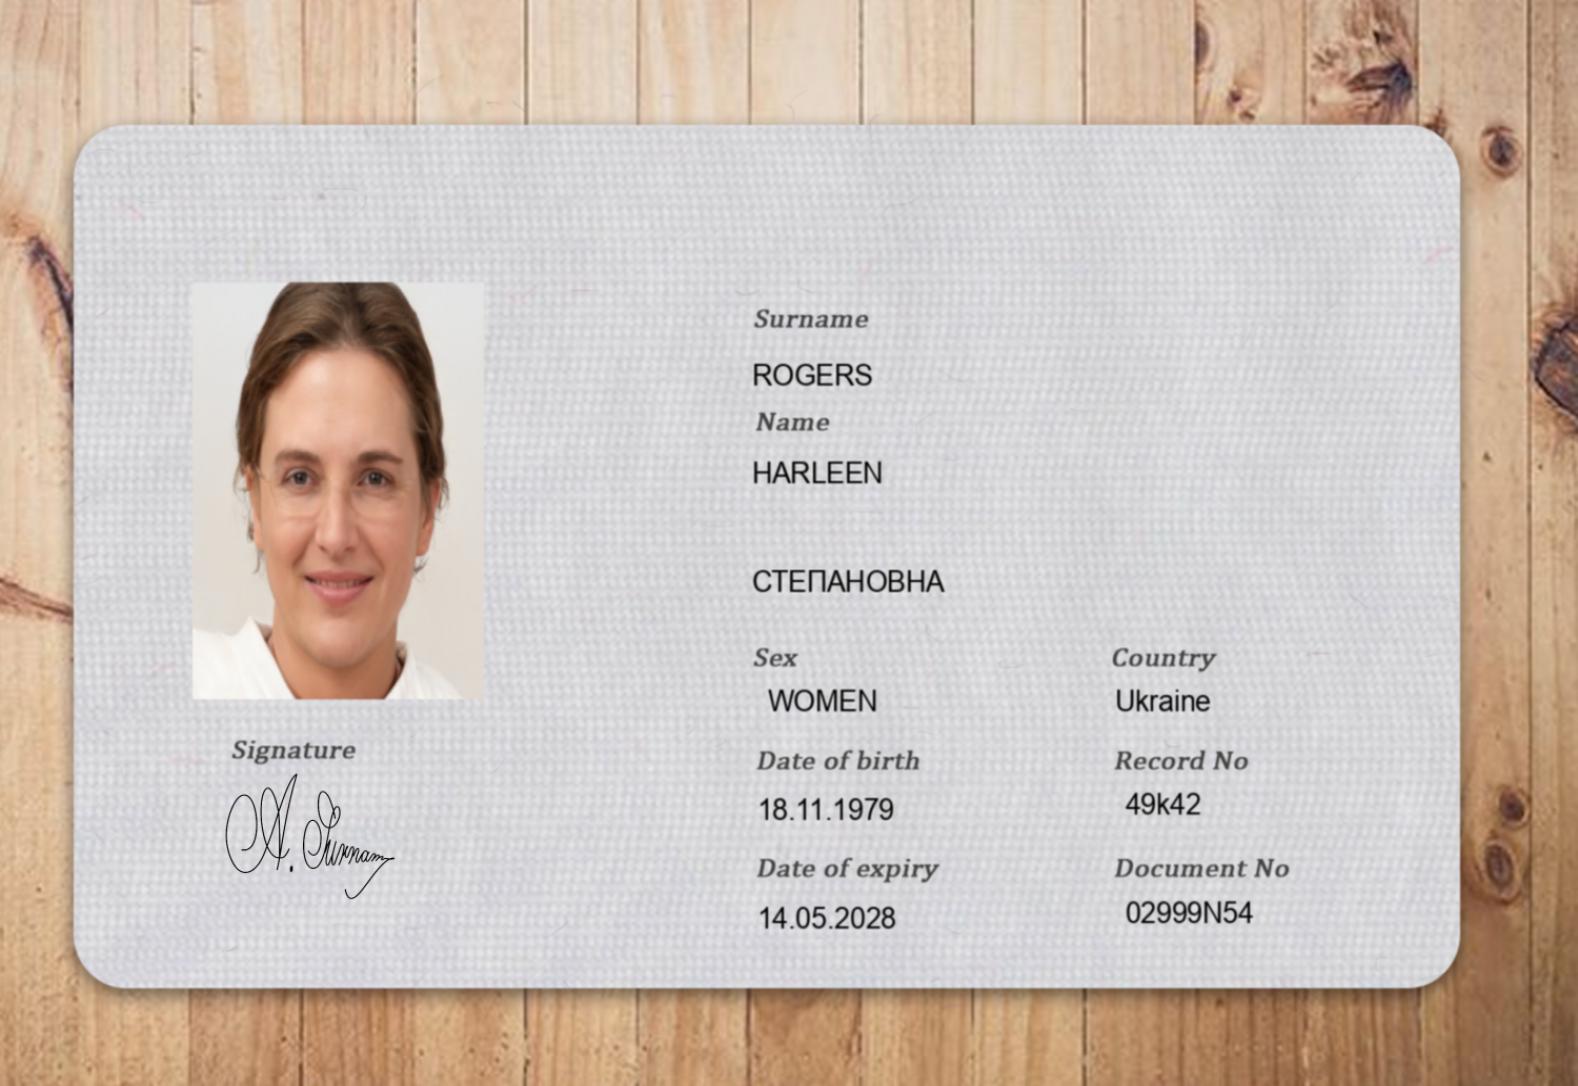 Surname
ROGERS
Name
HARLEEN
СТЕПАНОВНА
Sex
Country
WOMEN
Ukraine
Date of birth
Record No
18.11.1979
49k42
Date of expiry
Document No
14.05.2028
02999N54
Signature
A. Surnamy